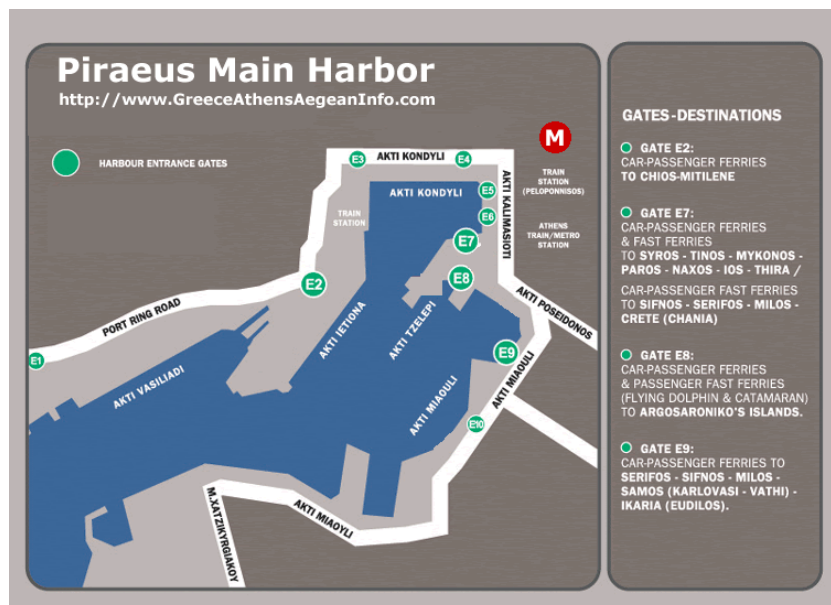 Piraeus Main Harbor
http://www.GreeceAthensAegeanInfo.com
HARBOUR ENTRANCE GATES
M
E3
AKTI KONDYLI
E4
TRAIN
STATION
(PELOPONNISOS)
AKTI KONDYLI
E5
AKTI KALIMASIOTI
E6
TRAIN
STATION
ATHENS
TRAIN/METRO
STATION
E7
E2
E8
PORT RING ROAD
AKTI IETIONA
AKTI TZELEPI
AKTI POSEIDONOS
E1
E9
AKTI VASILIADI
AKTI MIAOULI
AKTI MIAOULI
E10
M.XATZIKYRGIAKOY
AKTI MIAOYLI
GATES-DESTINATIONS
GATE E2:
CAR-PASSENGER FERRIES
TO CHIOS-MITILENE
GATE E7:
CAR-PASSENGER FERRIES
& FAST FERRIES
TO SYROS - TINOS - MYKONOS -
PAROS - NAXOS - IOS - THIRA /
CAR-PASSENGER FAST FERRIES
TO SIFNOS - SERIFOS - MILOS -
CRETE (CHANIA)
GATE E8:
CAR-PASSENGER FERRIES
& PASSENGER FAST FERRIES
(FLYING DOLPHIN & CATAMARAN)
TO ARGOSARONIKO'S ISLANDS.
GATE E9:
CAR-PASSENGER FERRIES TO
SERIFOS - SIFNOS - MILOS -
SAMOS (KARLOVASI - VATHI) -
IKARIA (EUDILOS).